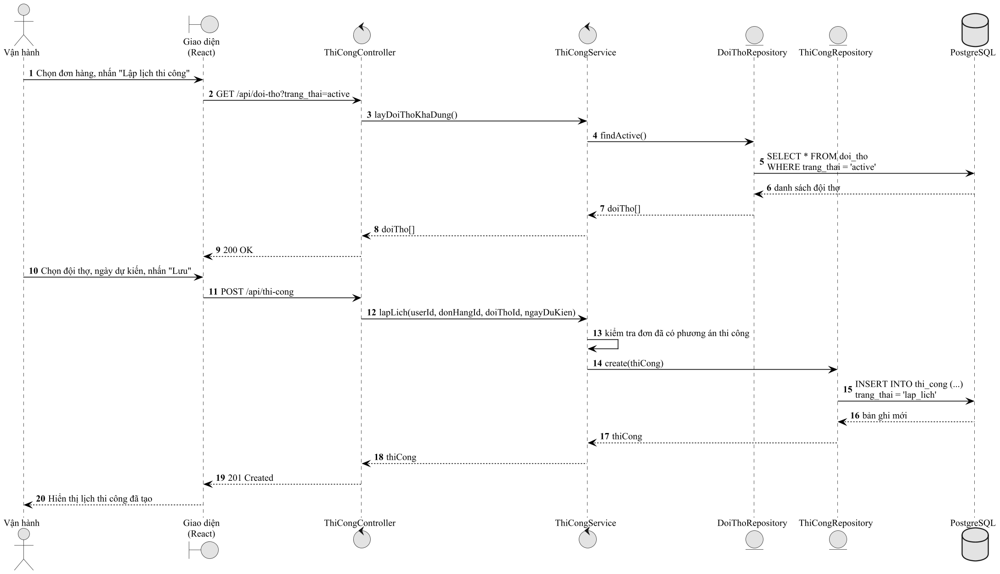 Vận hành
Giao diện
(React)
ThiCongController
ThiCongService
DoiThoRepository
ThiCongRepository
PostgreSQL
1 Chọn đơn hàng, nhấn "Lập lịch thi công"
2 GET /api/doi-tho?trang_thai=active
3 layDoiThoKhaDung()
4 findActive()
5 SELECT * FROM doi_tho
WHERE trang_thai = 'active'
6 danh sách đội thợ
7 doiTho[]
8 doiTho[]
9 200 OK
10 Chọn đội thợ, ngày dự kiến, nhấn "Lưu"
11 POST /api/thi-cong
12 lapLich(userId, donHangId, doiThoId, ngayDuKien)
13 kiểm tra đơn đã có phương án thi công
14 create(thiCong)
15 INSERT INTO thi_cong (...)
trang_thai = 'lap_lich'
16 bản ghi mới
17 thiCong
18 thiCong
19 201 Created
20 Hiển thị lịch thi công đã tạo
Vận hành
Giao diện
(React)
ThiCongController
ThiCongService
DoiThoRepository
ThiCongRepository
PostgreSQL